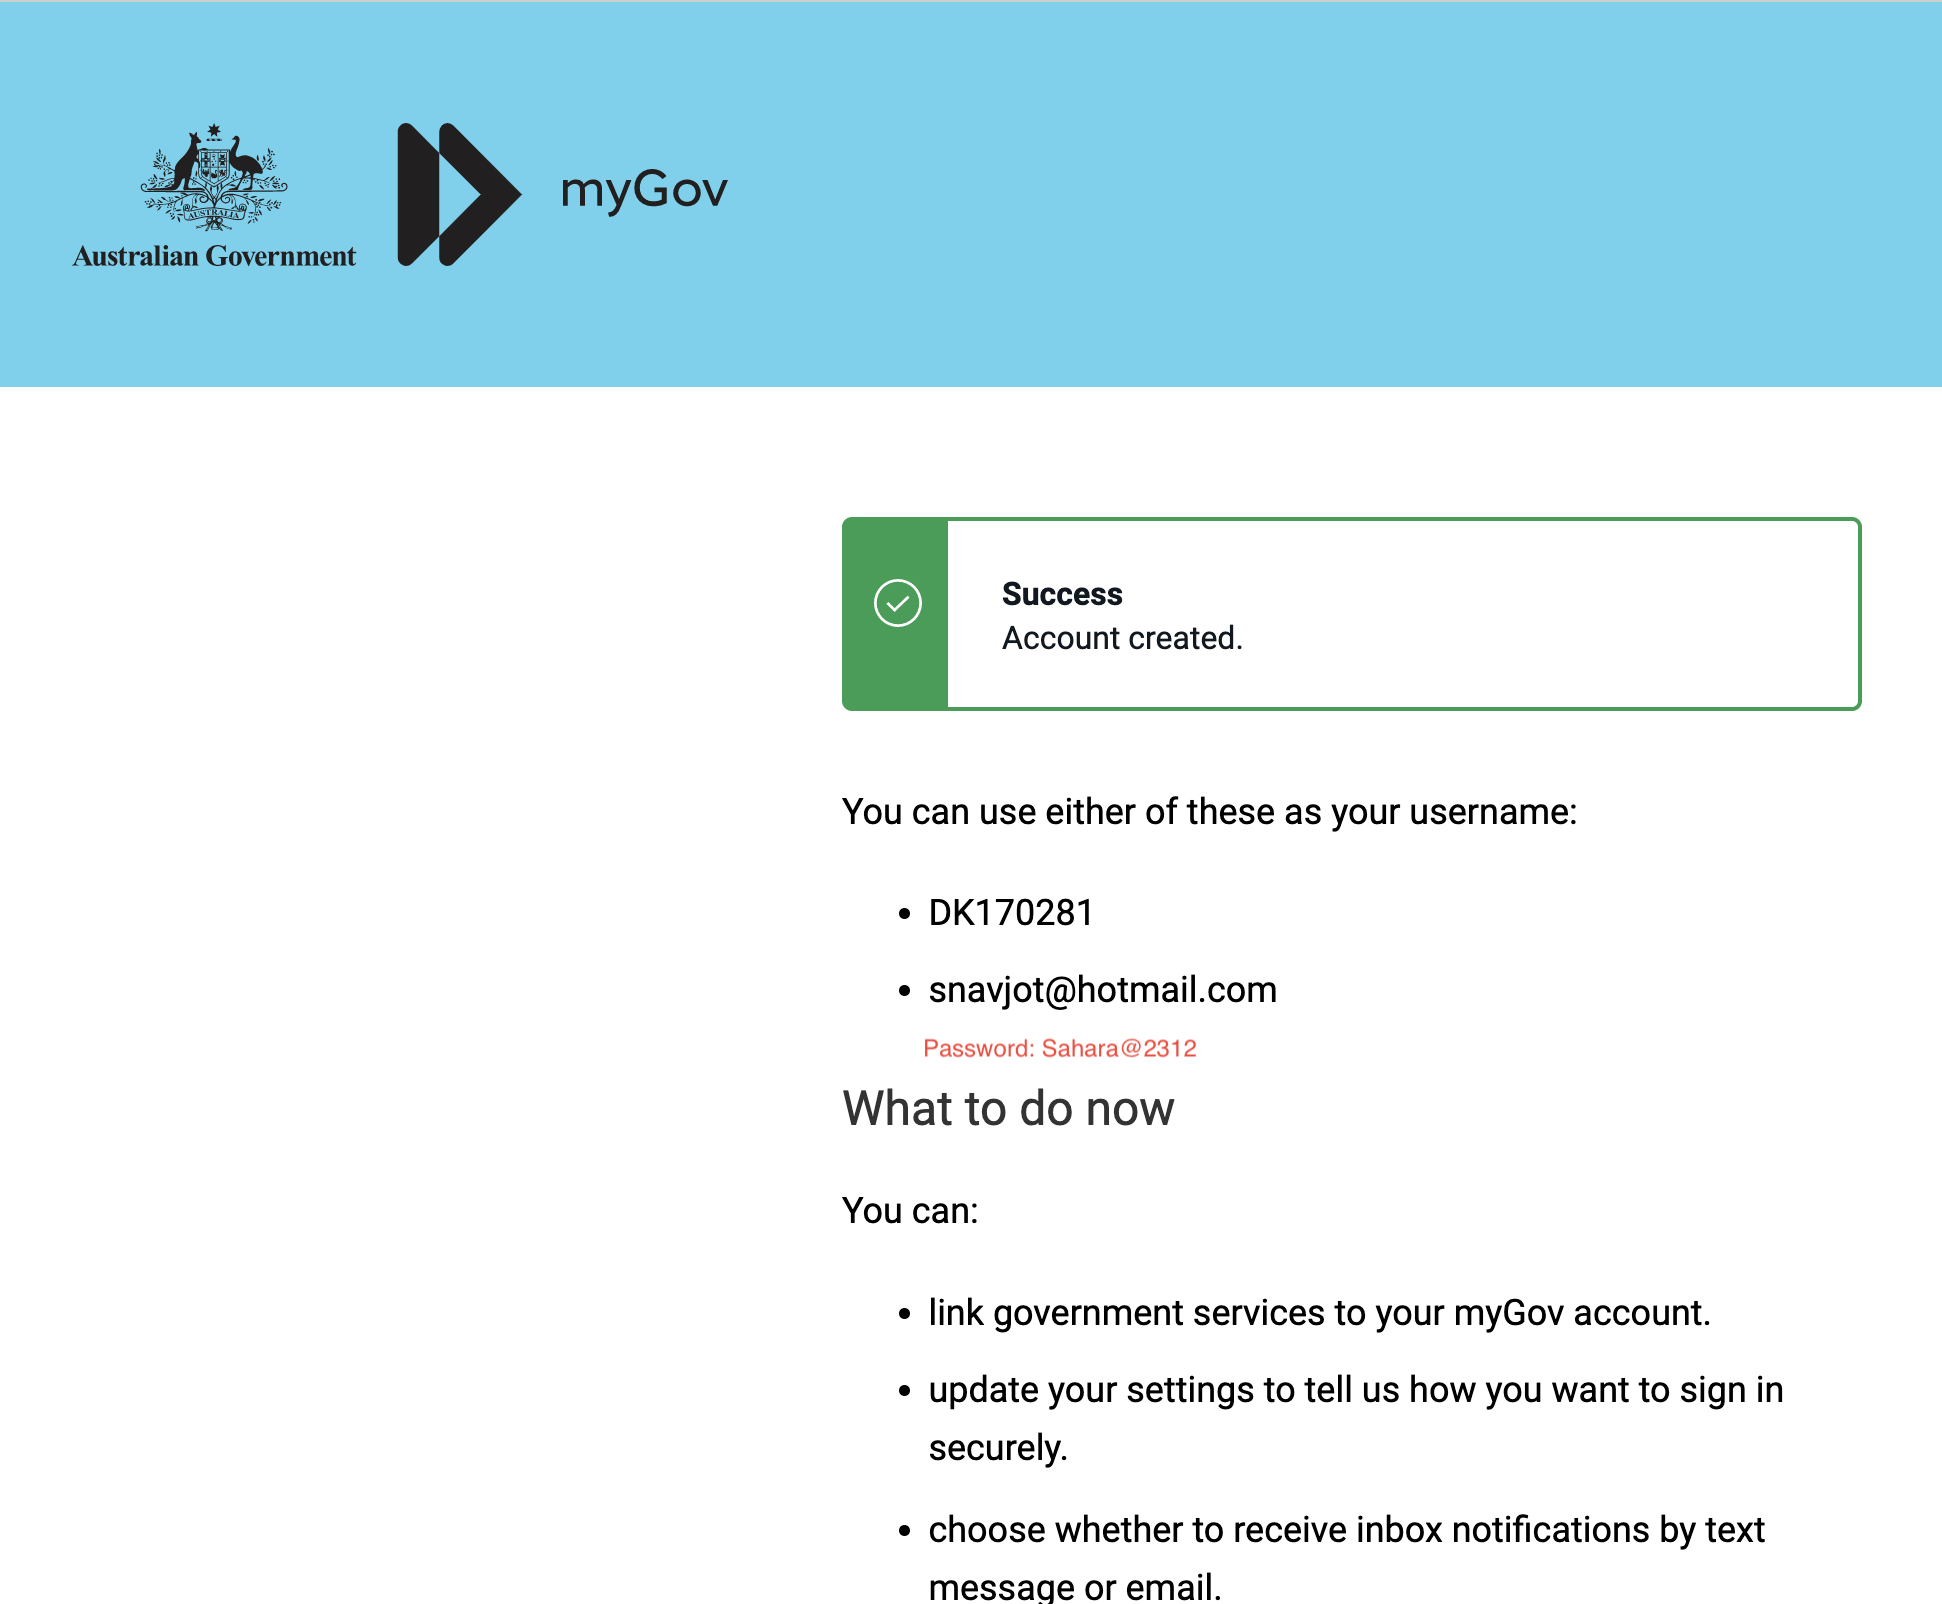 AUSTRALIA
Australian Government
myGov
Success
Account created.
You can use either of these as your username:
• DK170281
• snavjot@hotmail.com
Password: Sahara@2312
What to do now
You can:
• link government services to your myGov account.
• update your settings to tell us how you want to sign in
securely.
• choose whether to receive inbox notifications by text
message or email.